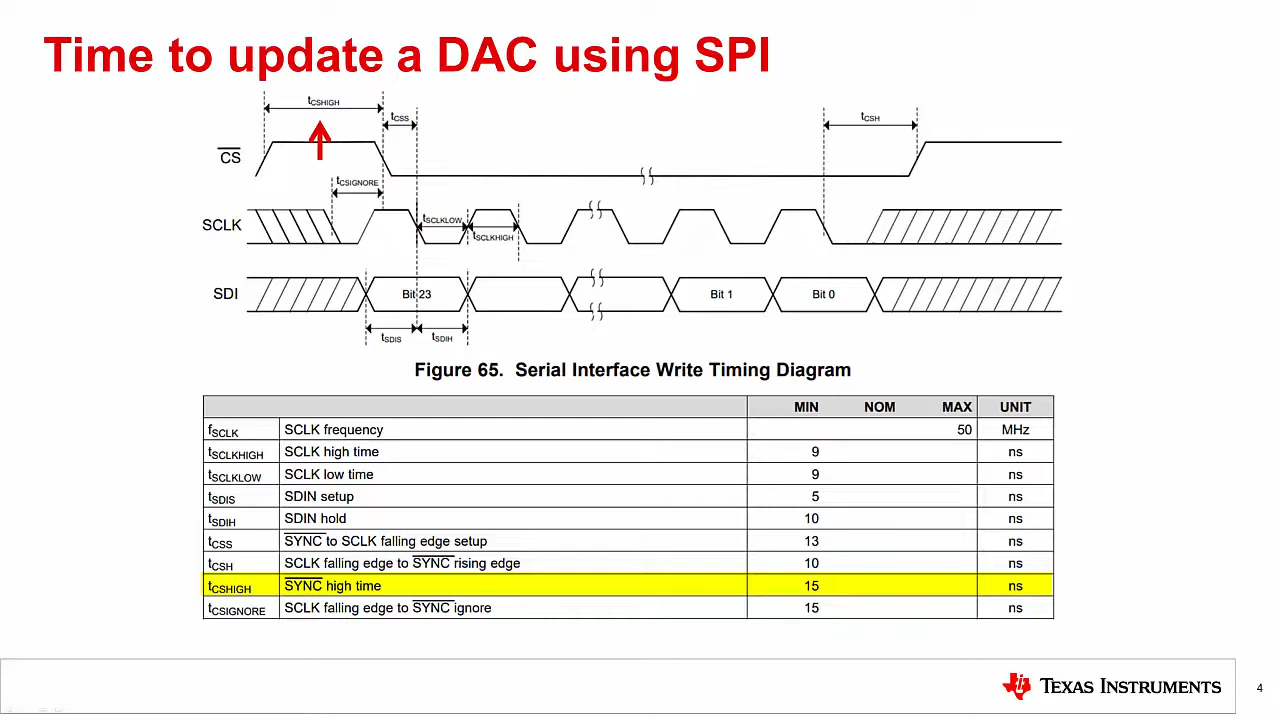 Time to update a DAC using SPI
tCSHIGH
tCSS
tCSH
CS
tCSIGNORE
SCLK
tSCLKLOW
tSCLKHIGH
SDI
Bit 23
Bit 1
Bit 0
tSDIS
tSDIH
Figure 65. Serial Interface Write Timing Diagram
MIN NOM MAX UNIT
fSCLK SCLK frequency 50 MHz
tSCLKHIGH SCLK high time 9 ns
tSCLKLOW SCLK low time 9 ns
tSDIS SDIN setup 5 ns
tSDIH SDIN hold 10 ns
tCSS SYNC to SCLK falling edge setup 13 ns
tCSH SCLK falling edge to SYNC rising edge 10 ns
tCSHIGH SYNC high time 15 ns
tCSIGNORE SCLK falling edge to SYNC ignore 15 ns
TEXAS INSTRUMENTS
4